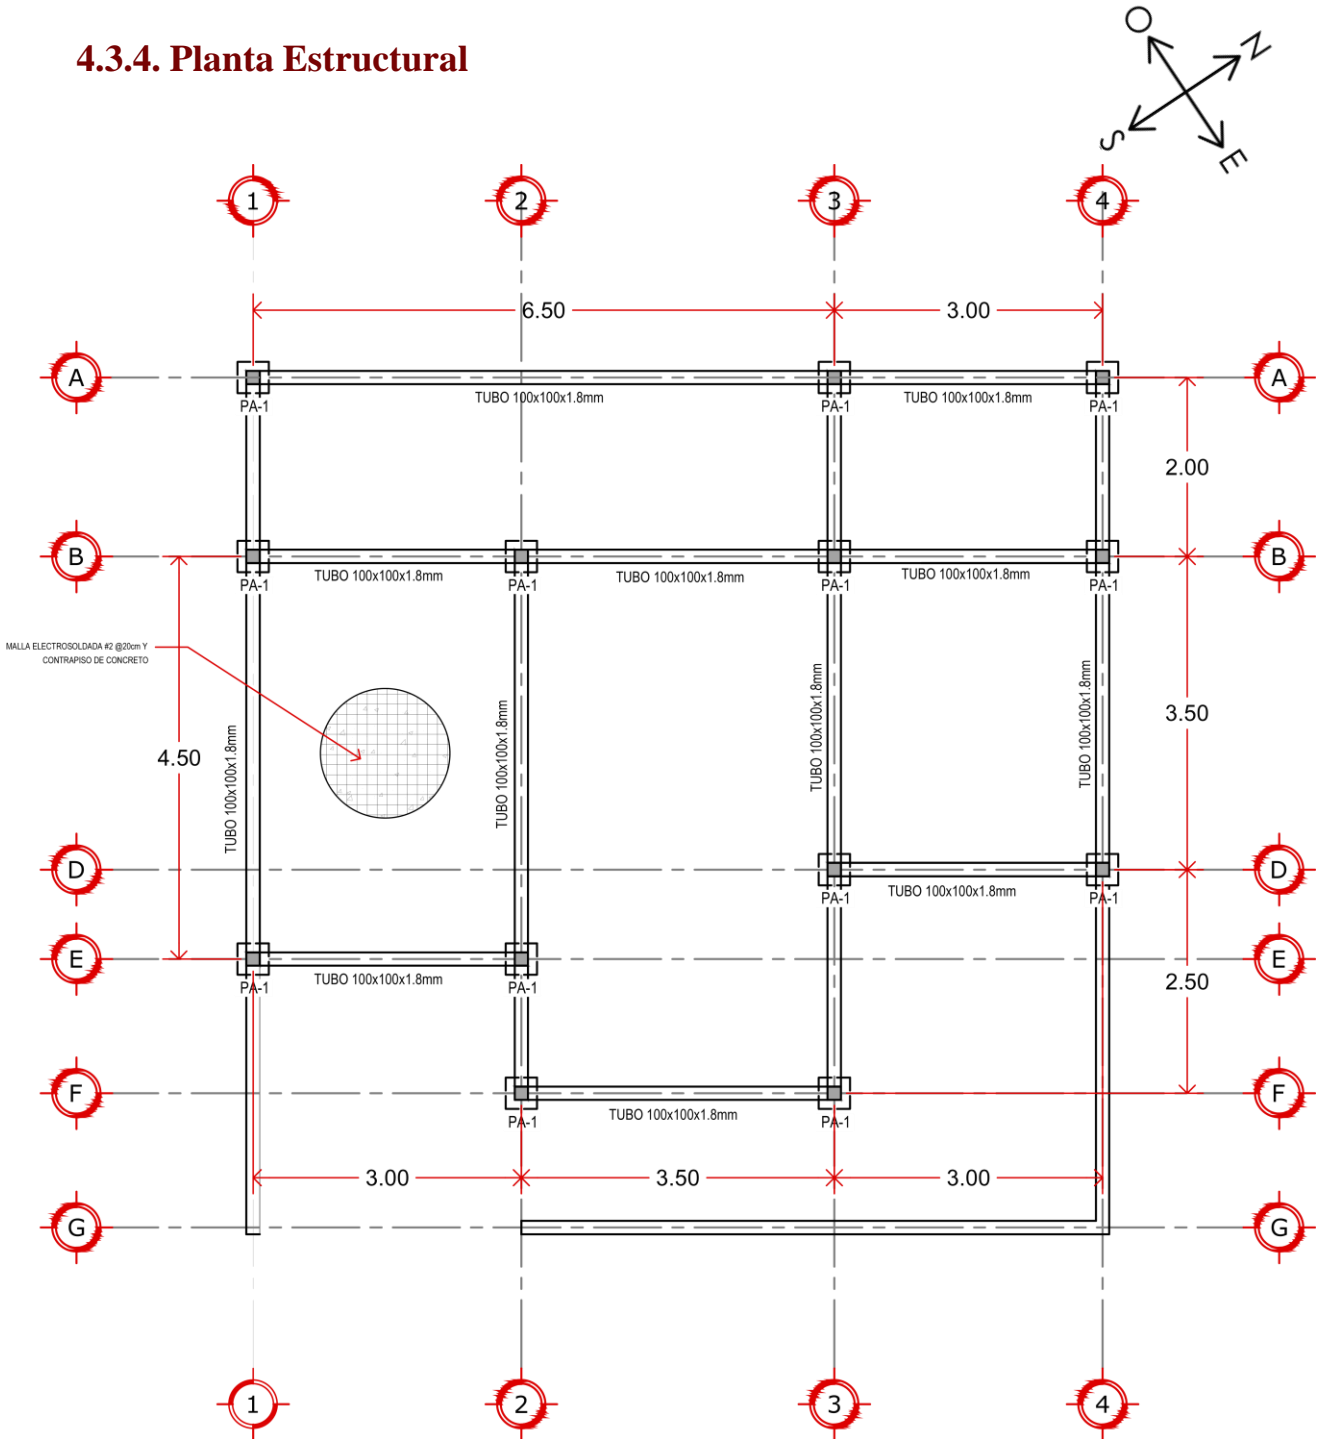 4.3.4. Planta Estructural
O
N
S
E
1
2
3
4
6.50
3.00
A
A
TUBO 100x100x1.8mm
TUBO 100x100x1.8mm
PA-1
PA-1
PA-1
2.00
B
B
TUBO 100x100x1.8mm
TUBO 100x100x1.8mm
TUBO 100x100x1.8mm
PA-1
PA-1
PA-1
PA-1
MALLA ELECTROSOLDADA #2 @20cm Y
CONTRAPISO DE CONCRETO
4.50
TUBO 100x100x1.8mm
TUBO 100x100x1.8mm
TUBO 100x100x1.8mm
TUBO 100x100x1.8mm
3.50
D
D
TUBO 100x100x1.8mm
PA-1
PA-1
E
E
TUBO 100x100x1.8mm
PA-1
PA-1
2.50
F
F
TUBO 100x100x1.8mm
PA-1
PA-1
3.00
3.50
3.00
G
G
1
2
3
4